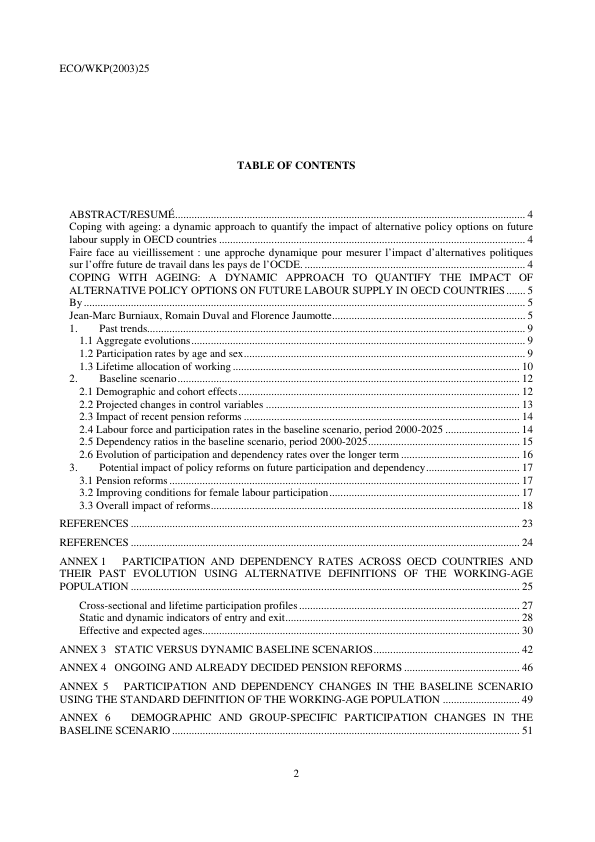 ECO/WKP(2003)25
TABLE OF CONTENTS
ABSTRACT/RESUMÉ.............................................................................................................................. 4
Coping with ageing: a dynamic approach to quantify the impact of alternative policy options on future
labour supply in OECD countries .............................................................................................................. 4
Faire face au vieillissement : une approche dynamique pour mesurer l’impact d’alternatives politiques
sur l’offre future de travail dans les pays de l’OCDE. ............................................................................... 4
COPING WITH AGEING: A DYNAMIC APPROACH TO QUANTIFY THE IMPACT OF
ALTERNATIVE POLICY OPTIONS ON FUTURE LABOUR SUPPLY IN OECD COUNTRIES ....... 5
By ............................................................................................................................................................... 5
Jean-Marc Burniaux, Romain Duval and Florence Jaumotte...................................................................... 5
1. Past trends....................................................................................................................................... 9
1.1 Aggregate evolutions....................................................................................................................... 9
1.2 Participation rates by age and sex.................................................................................................... 9
1.3 Lifetime allocation of working ...................................................................................................... 10
2. Baseline scenario.......................................................................................................................... 12
2.1 Demographic and cohort effects.................................................................................................... 12
2.2 Projected changes in control variables .......................................................................................... 13
2.3 Impact of recent pension reforms .................................................................................................. 14
2.4 Labour force and participation rates in the baseline scenario, period 2000-2025 ......................... 14
2.5 Dependency ratios in the baseline scenario, period 2000-2025..................................................... 15
2.6 Evolution of participation and dependency rates over the longer term ......................................... 16
3. Potential impact of policy reforms on future participation and dependency................................ 17
3.1 Pension reforms ............................................................................................................................. 17
3.2 Improving conditions for female labour participation................................................................... 17
3.3 Overall impact of reforms.............................................................................................................. 18
REFERENCES ............................................................................................................................................ 23
REFERENCES ............................................................................................................................................ 24
ANNEX 1 PARTICIPATION AND DEPENDENCY RATES ACROSS OECD COUNTRIES AND
THEIR PAST EVOLUTION USING ALTERNATIVE DEFINITIONS OF THE WORKING-AGE
POPULATION ............................................................................................................................................ 25
Cross-sectional and lifetime participation profiles ................................................................................ 27
Static and dynamic indicators of entry and exit..................................................................................... 28
Effective and expected ages................................................................................................................... 30
ANNEX 3 STATIC VERSUS DYNAMIC BASELINE SCENARIOS..................................................... 42
ANNEX 4 ONGOING AND ALREADY DECIDED PENSION REFORMS .......................................... 46
ANNEX 5 PARTICIPATION AND DEPENDENCY CHANGES IN THE BASELINE SCENARIO
USING THE STANDARD DEFINITION OF THE WORKING-AGE POPULATION ............................ 49
ANNEX 6 DEMOGRAPHIC AND GROUP-SPECIFIC PARTICIPATION CHANGES IN THE
BASELINE SCENARIO ............................................................................................................................. 51
2